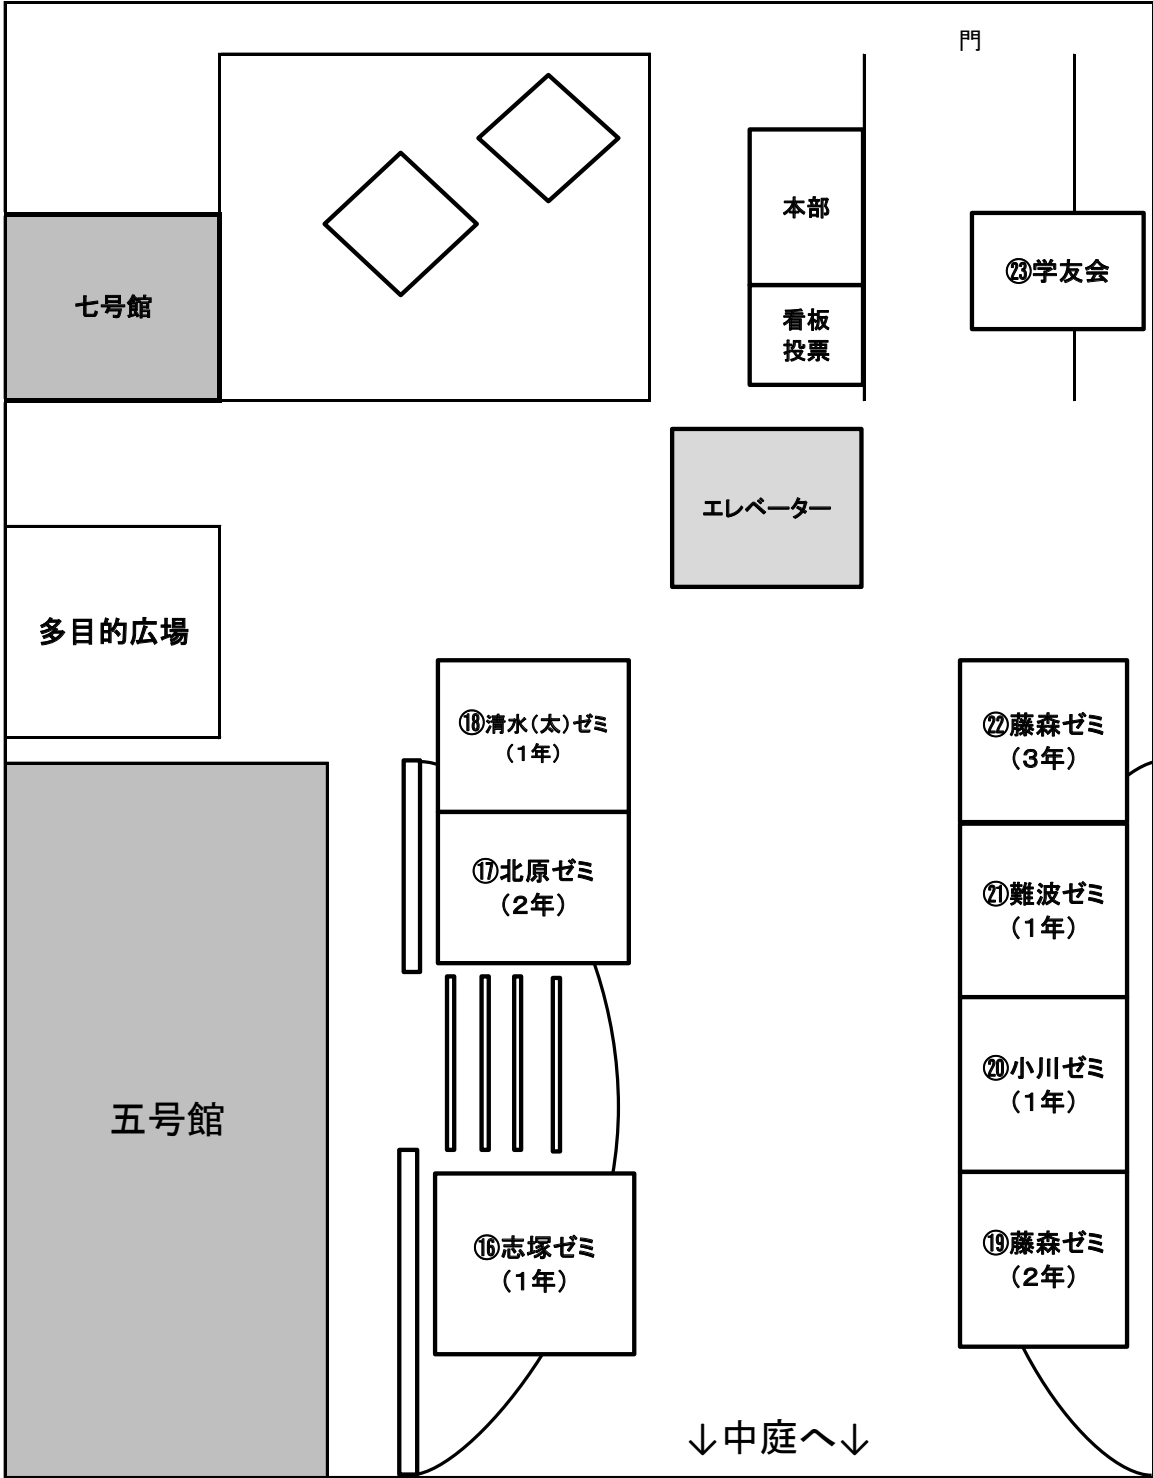 門
本部
㉓学友会
七号館
看板
投票
エレベーター
多目的広場
⑱清水(太)ゼミ
(1年)
㉒藤森ゼミ
(3年)
⑰北原ゼミ
(2年)
㉑難波ゼミ
(1年)
五号館
⑳小川ゼミ
(1年)
⑯志塚ゼミ
(1年)
⑲藤森ゼミ
(2年)
↓中庭へ↓